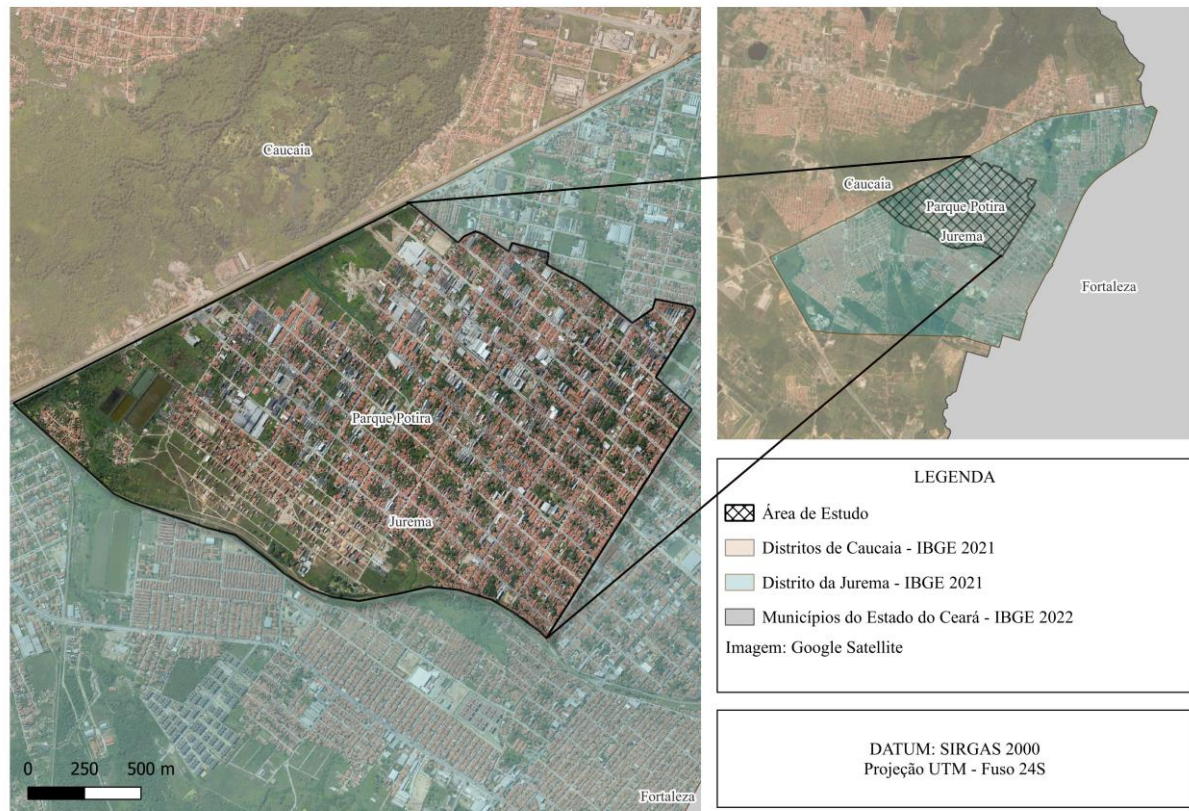 Caucaia
Parque Potira
Jurema
0 250 500 m
Fortaleza
Caucaia
Parque Potira
Jurema
Fortaleza
LEGENDA
Área de Estudo
Distritos de Caucaia - IBGE 2021
Distrito da Jurema - IBGE 2021
Municípios do Estado do Ceará - IBGE 2022
Imagem: Google Satellite
DATUM: SIRGAS 2000
Projeção UTM - Fuso 24S